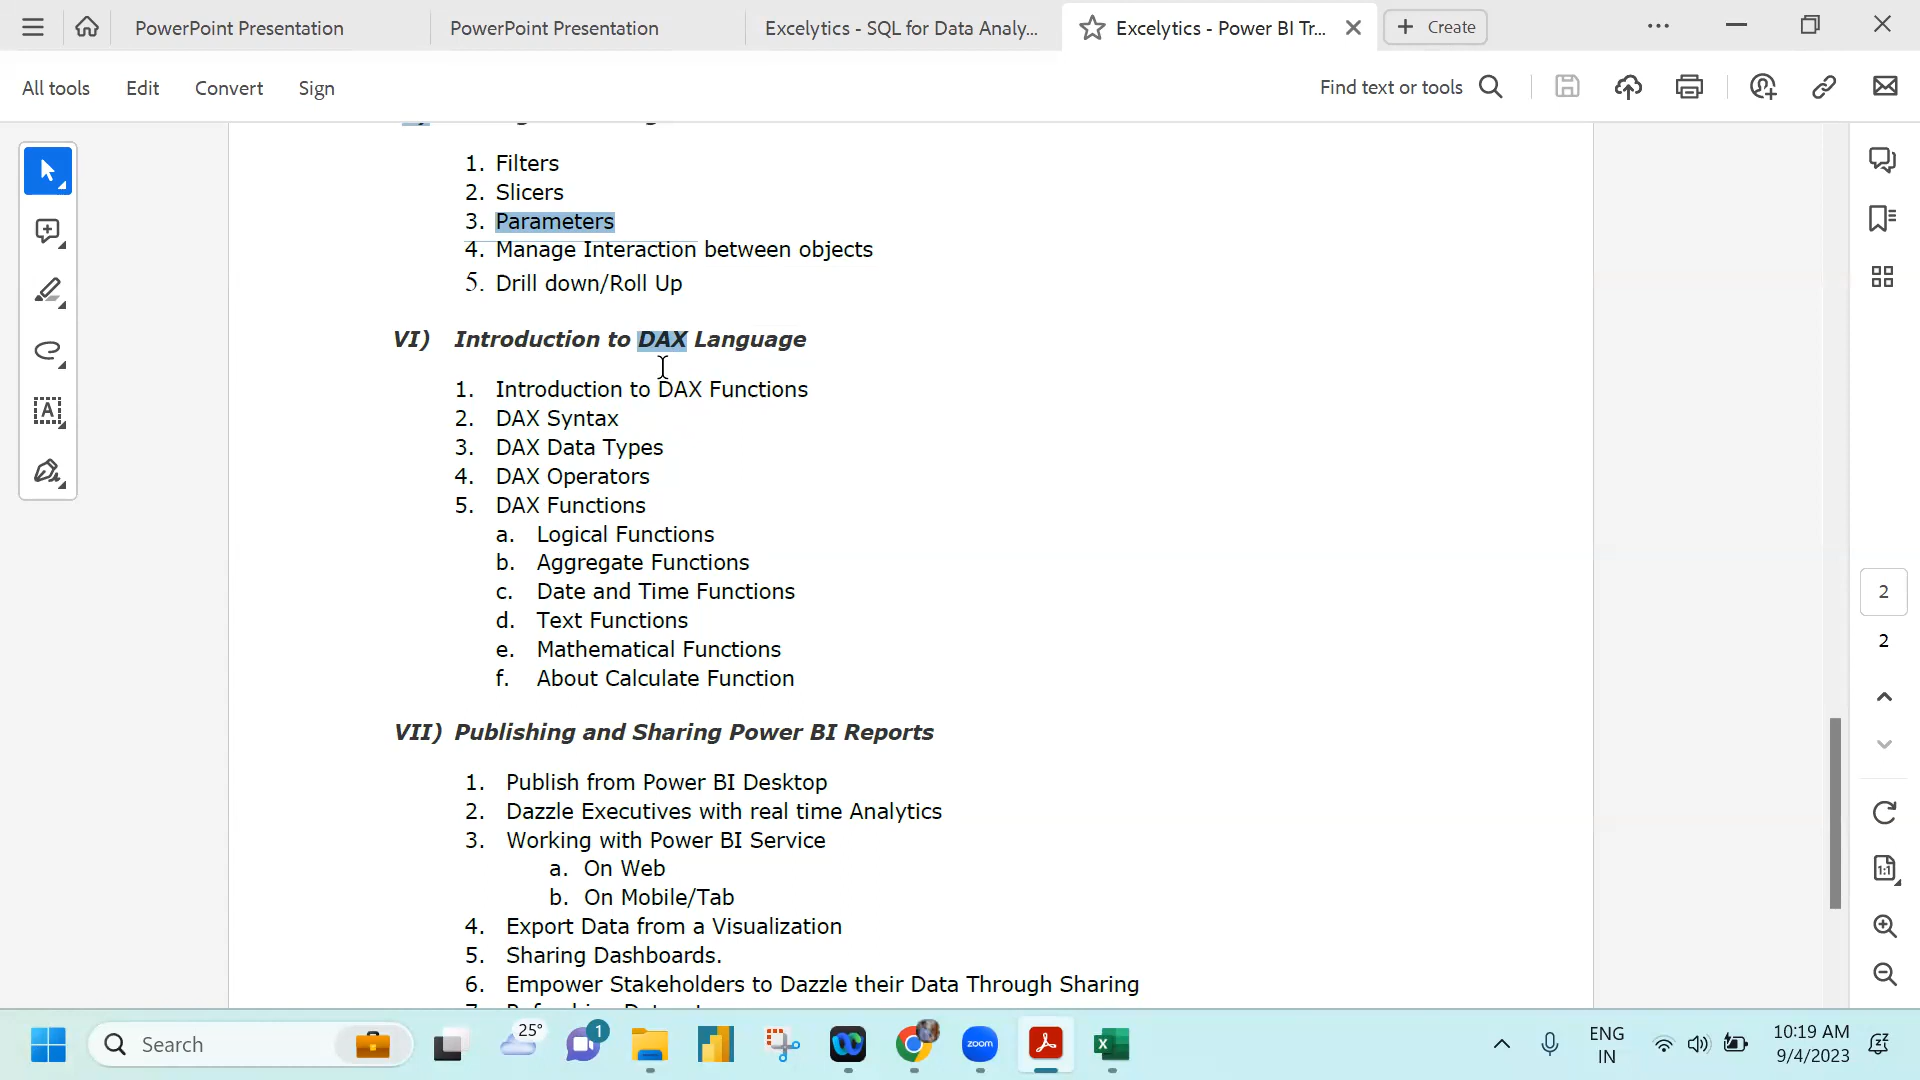 PowerPoint Presentation
PowerPoint Presentation
Excelytics - SQL for Data Analy...
Excelytics - Power BI Tr...
Create
All tools
Edit
Convert
Sign
Find text or tools
1. Filters
2. Slicers
3. Parameters
4. Manage Interaction between objects
5. Drill down/Roll Up
VI) Introduction to DAX Language
1. Introduction to DAX Functions
2. DAX Syntax
3. DAX Data Types
4. DAX Operators
5. DAX Functions
a. Logical Functions
b. Aggregate Functions
c. Date and Time Functions
d. Text Functions
e. Mathematical Functions
f. About Calculate Function
VII) Publishing and Sharing Power BI Reports
1. Publish from Power BI Desktop
2. Dazzle Executives with real time Analytics
3. Working with Power BI Service
a. On Web
b. On Mobile/Tab
4. Export Data from a Visualization
5. Sharing Dashboards.
6. Empower Stakeholders to Dazzle their Data Through Sharing
2
2
1:1
Search
25°
1
zoom
ENG
IN
10:19 AM
9/4/2023